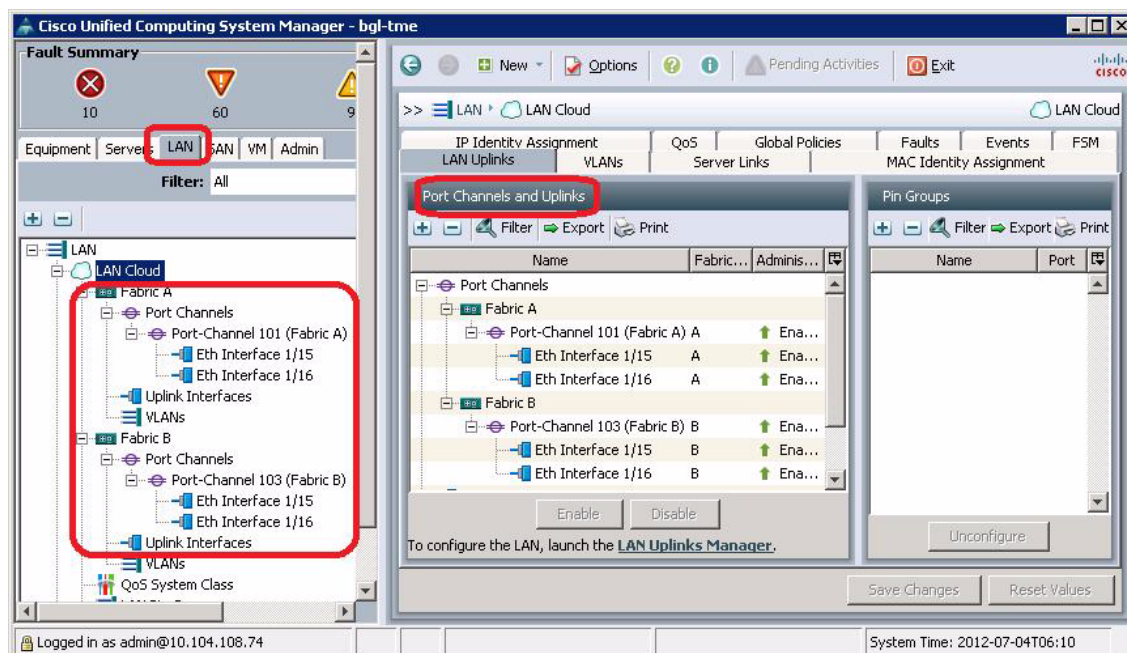 Cisco Unified Computing System Manager - bgl-tme
Fault Summary
10 60 9
Equipment Servers LAN SAN VM Admin
Filter: All
LAN
LAN Cloud
Fabric A
Port Channels
Port-Channel 101 (Fabric A)
Eth Interface 1/15
Eth Interface 1/16
Uplink Interfaces
VLANs
Fabric B
Port Channels
Port-Channel 103 (Fabric B)
Eth Interface 1/15
Eth Interface 1/16
Uplink Interfaces
VLANs
QoS System Class
New Options ? i Pending Activities Exit
CISCO
>> LAN LAN Cloud LAN Cloud
IP Identity Assignment QoS Global Policies Faults Events FSM
LAN Uplinks VLANs Server Links MAC Identity Assignment
Port Channels and Uplinks
Filter Export Print
Name Fabric... Adminis...
Port Channels
Fabric A
Port-Channel 101 (Fabric A) A Ena...
Eth Interface 1/15 A Ena...
Eth Interface 1/16 A Ena...
Fabric B
Port-Channel 103 (Fabric B) B Ena...
Eth Interface 1/15 B Ena...
Eth Interface 1/16 B Ena...
Enable Disable
To configure the LAN, launch the LAN Uplinks Manager.
Pin Groups
Filter Export Print
Name Port
Unconfigure
Save Changes Reset Values
Logged in as admin@10.104.108.74
System Time: 2012-07-04T06:10